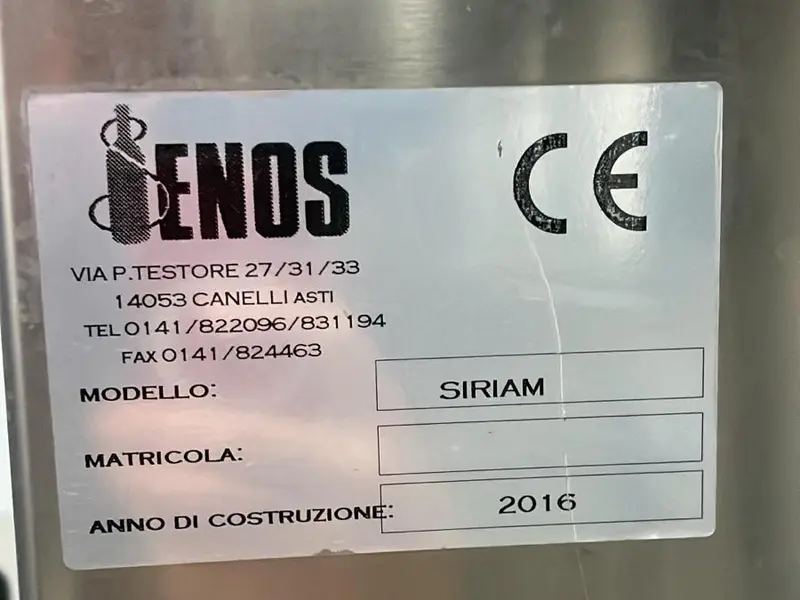 ENOS
CE
VIA P.TESTORE 27/31/33
14053 CANELLI ASTI
TEL 0141/822096/831194
FAX 0141/824463
MODELLO: SIRIAM
MATRICOLA:
ANNO DI COSTRUZIONE: 2016